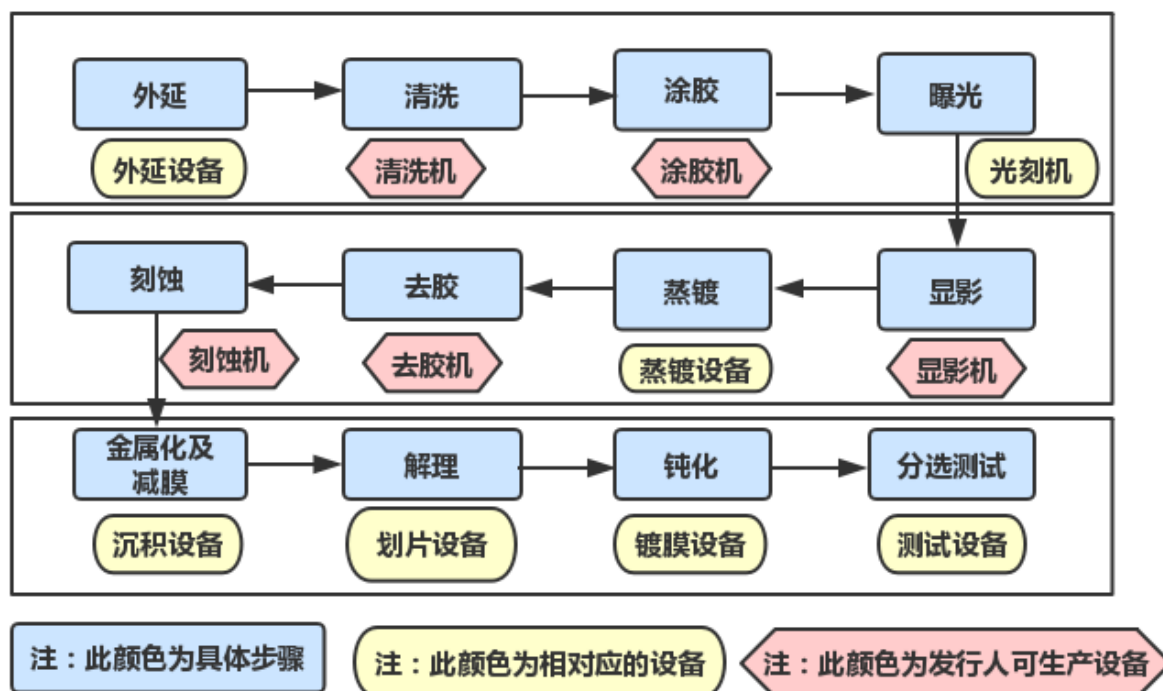 外延
清洗
涂胶
曝光
外延设备
清洗机
涂胶机
光刻机
刻蚀
去胶
蒸镀
显影
刻蚀机
去胶机
蒸镀设备
显影机
金属化及
减膜
解理
钝化
分选测试
沉积设备
划片设备
镀膜设备
测试设备
注：此颜色为具体步骤
注：此颜色为相对应的设备
注：此颜色为发行人可生产设备